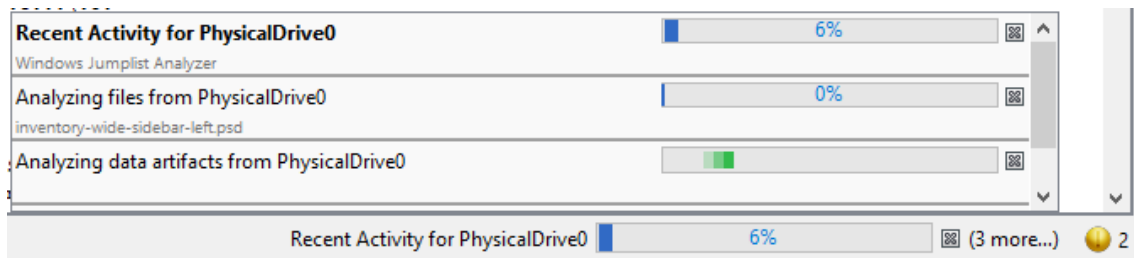 Recent Activity for PhysicalDrive0 6%
Windows Jumplist Analyzer
Analyzing files from PhysicalDrive0 0%
inventory-wide-sidebar-left.psd
Analyzing data artifacts from PhysicalDrive0
Recent Activity for PhysicalDrive0 6% (3 more...) 2